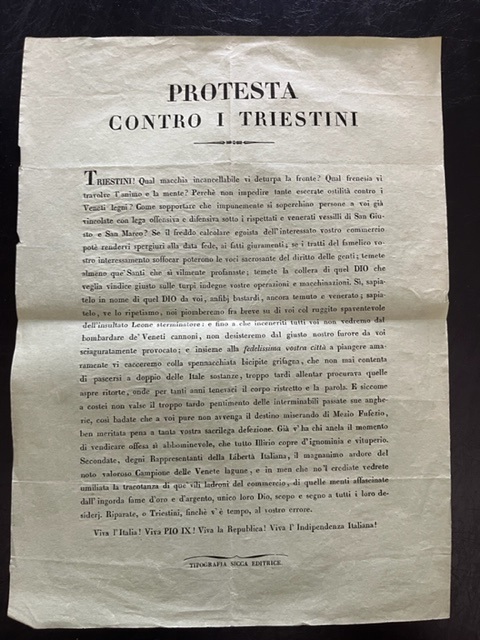 PROTESTA
CONTRO I TRIESTINI
TRIESTINI! Qual macchia incancellabile vi deturpa la fronte? Qual frenesia vi
travolve l'animo e la mente? Perchè non impedire tante esecrate ostilità contro i
Veneti legni? Come sopportare che impunemente si soperchino persone a voi già
vincolate con lega offensiva e difensiva sotto i rispettati e venerati vessilli di San Giu-
sto e San Marco? Se il freddo calcolare egoista dell'interessato vostro commercio
potè rendervi spergiuri alla data fede, ai fatti giuramenti; se i tratti del famelico vo-
stro interessamento soffocar poterono le voci sacrosante del diritto delle genti; temete
almeno que' Santi che sì vilmente profanaste; temete la collera di quel DIO che
veglia vindice giusto sulle turpi indegne vostre operazioni e macchinazioni. Sì, sappia-
telo in nome di quel DIO da voi, anfibj bastardi, ancora temuto e venerato; sappia-
telo, ve lo ripetiamo, noi piomberemo fra breve su di voi col ruggito spaventevole
dell'insultato Leone sterminatore; e fino a che inceneriti tutti voi non vedremo dal
bombardare de' Veneti cannoni, non desisteremo dal giusto nostro furore da voi
sciaguratamente provocato; e insieme alla fedelissima vostra città a piangere ama-
ramente vi cacceremo colla spennacchiata bicipite grifagna, che non mai contenta
di pascersi a doppio delle Itale sostanze, troppo tardi allentar procurava quelle
aspre ritorte, onde per tanti anni tenevaci il corpo ristretto e la parola. E siccome
a costei non valse il troppo tardo pentimento delle interminabili passate sue anghe-
rie, così badate che a voi pure non avvenga il destino miserando di Mezio Fufezio,
ben meritata pena a tanta vostra sacrilega defezione. Già v'ha chi anela il momento
di vendicare offesa sì abbominevole, che tutto Illirio copre d'ignominia e vituperio.
Secondate, degni Rappresentanti della Libertà Italiana, il magnanimo ardore del
noto valoroso Campione delle Venete lagune, e in men che no'l crediate vedrete
umiliata la tracotanza di que' vili ladroni del commercio, di quelle menti affascinate
dall'ingorda fame d'oro e d'argento, unico loro Dio, scopo e segno a tutti i loro de-
siderj. Riparate, o Triestini, finchè v'è tempo, al vostro errore.
Viva l'Italia! Viva PIO IX! Viva la Republica! Viva l'Indipendenza Italiana!
TIPOGRAFIA SICCA EDITRICE.